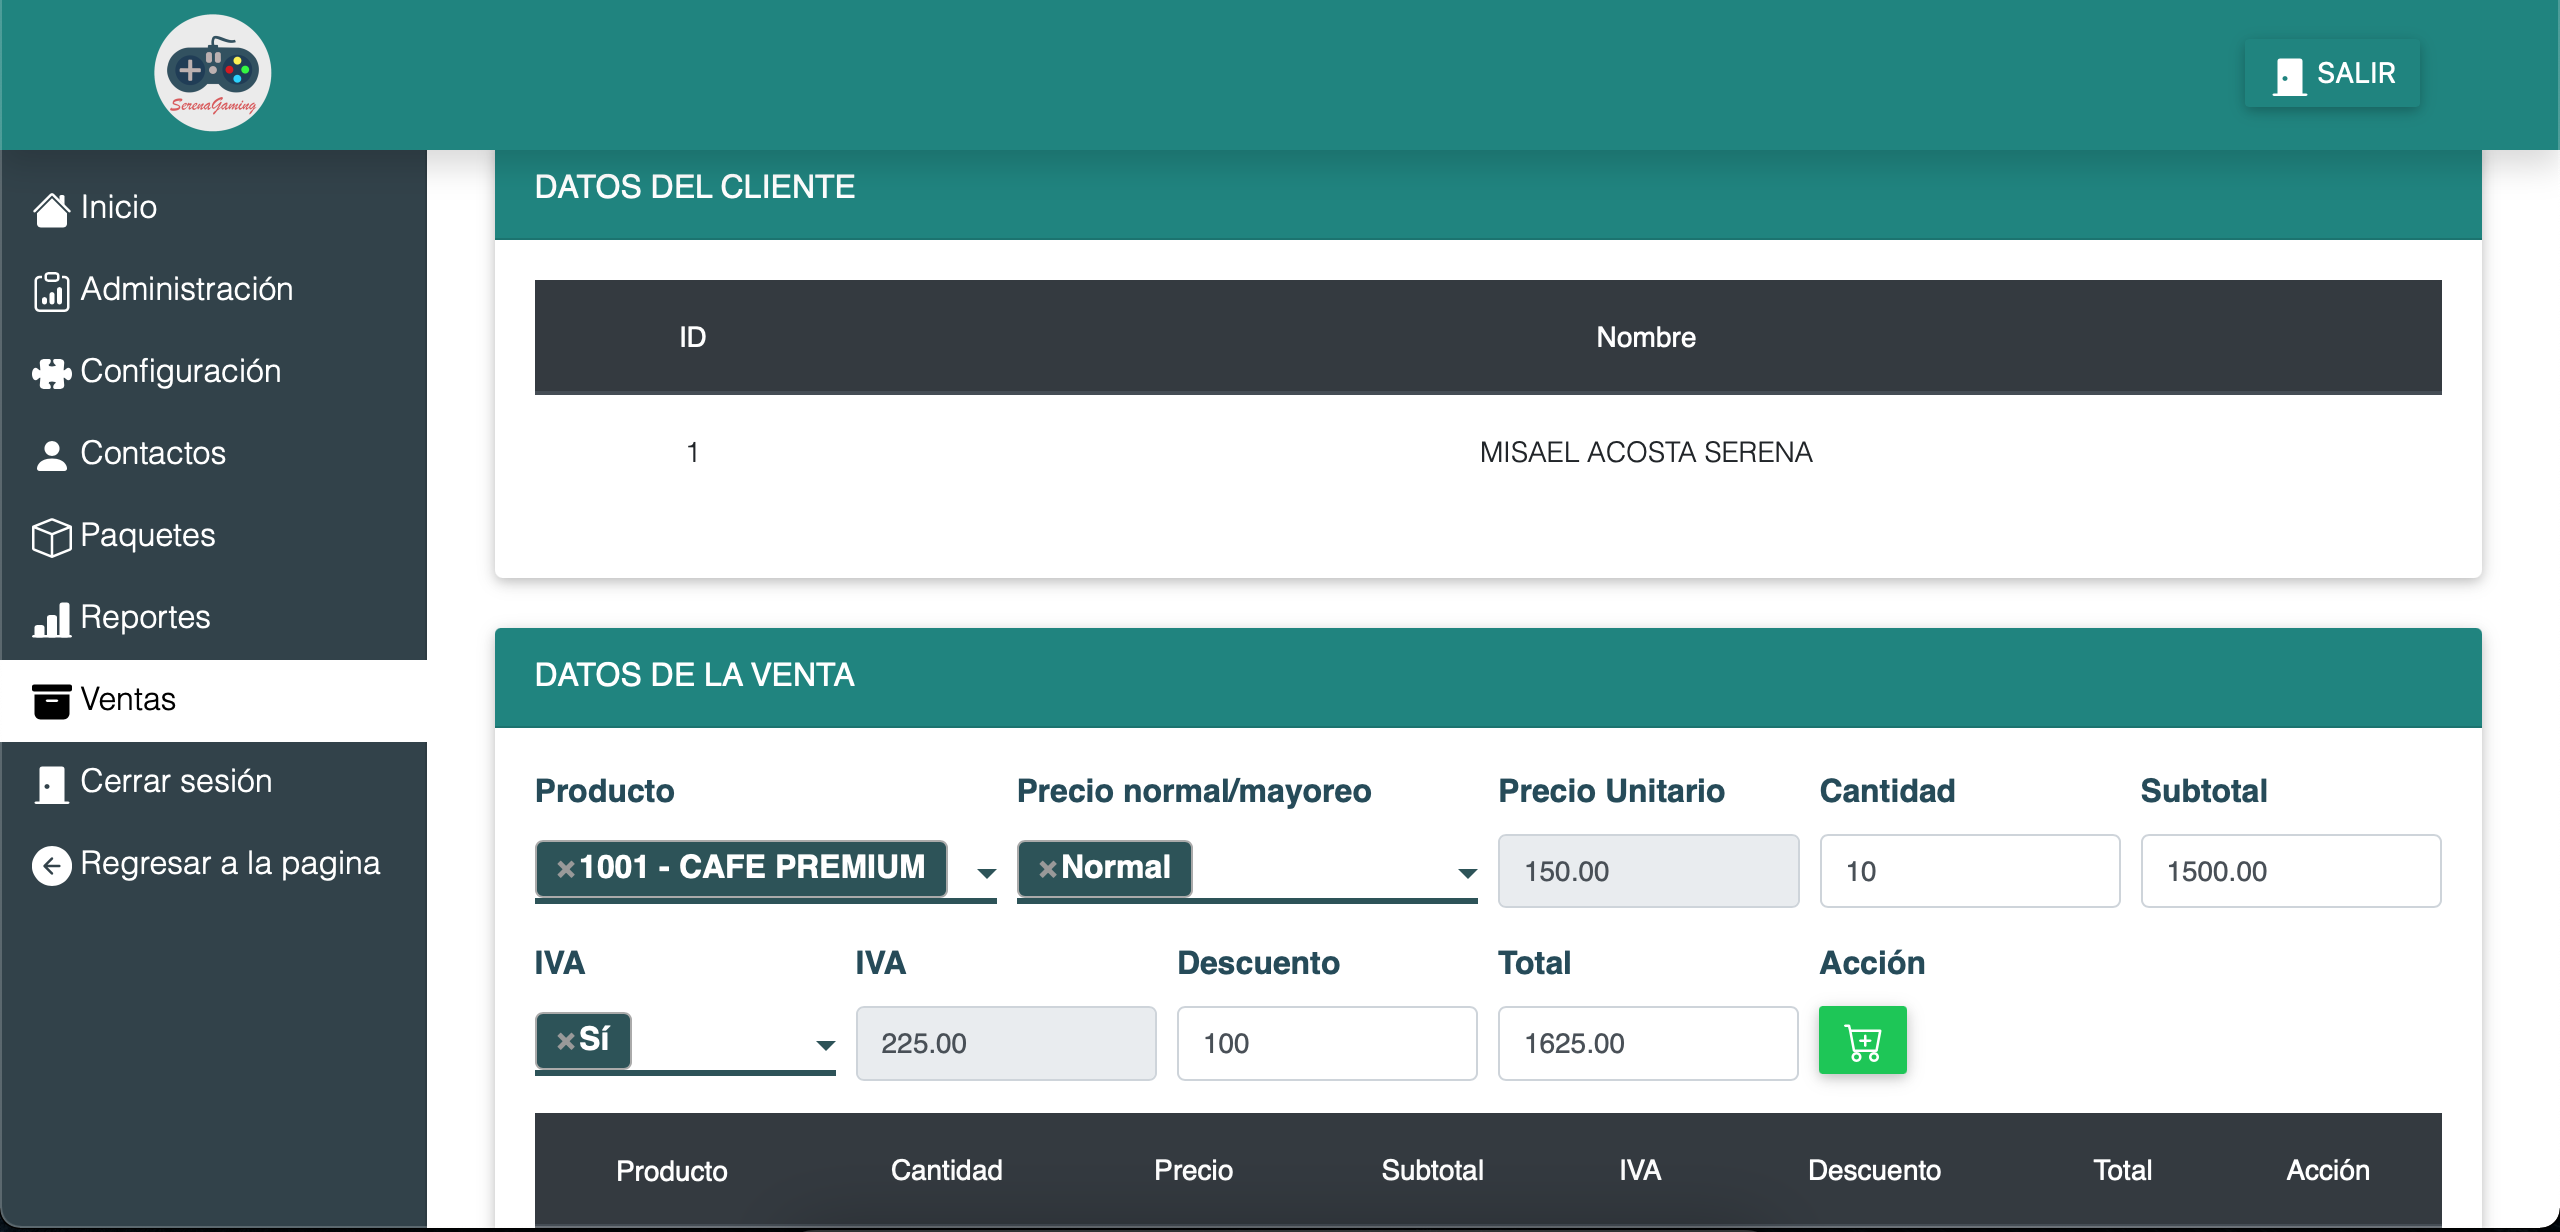 SerenaGaming
SALIR
Inicio
Administración
Configuración
Contactos
Paquetes
Reportes
Ventas
Cerrar sesión
Regresar a la pagina
DATOS DEL CLIENTE
ID Nombre
1 MISAEL ACOSTA SERENA
DATOS DE LA VENTA
Producto Precio normal/mayoreo Precio Unitario Cantidad Subtotal
×1001 - CAFE PREMIUM ×Normal 150.00 10 1500.00
IVA IVA Descuento Total Acción
×Sí 225.00 100 1625.00
Producto Cantidad Precio Subtotal IVA Descuento Total Acción